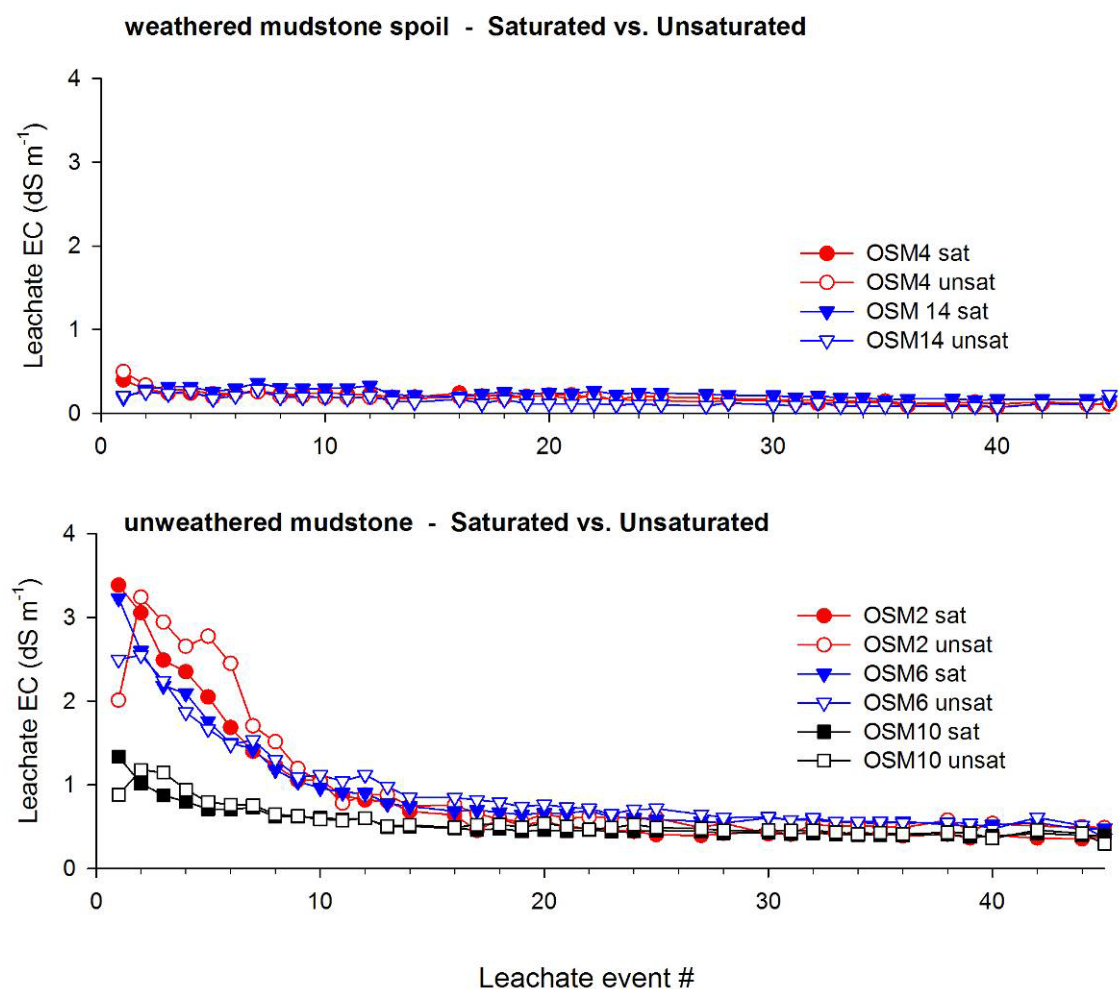 weathered mudstone spoil - Saturated vs. Unsaturated
Leachate EC (dS m⁻¹)
4
3
2
1
0
OSM4 sat
OSM4 unsat
OSM 14 sat
OSM14 unsat
0 10 20 30 40
unweathered mudstone - Saturated vs. Unsaturated
Leachate EC (dS m⁻¹)
4
3
2
1
0
OSM2 sat
OSM2 unsat
OSM6 sat
OSM6 unsat
OSM10 sat
OSM10 unsat
0 10 20 30 40
Leachate event #